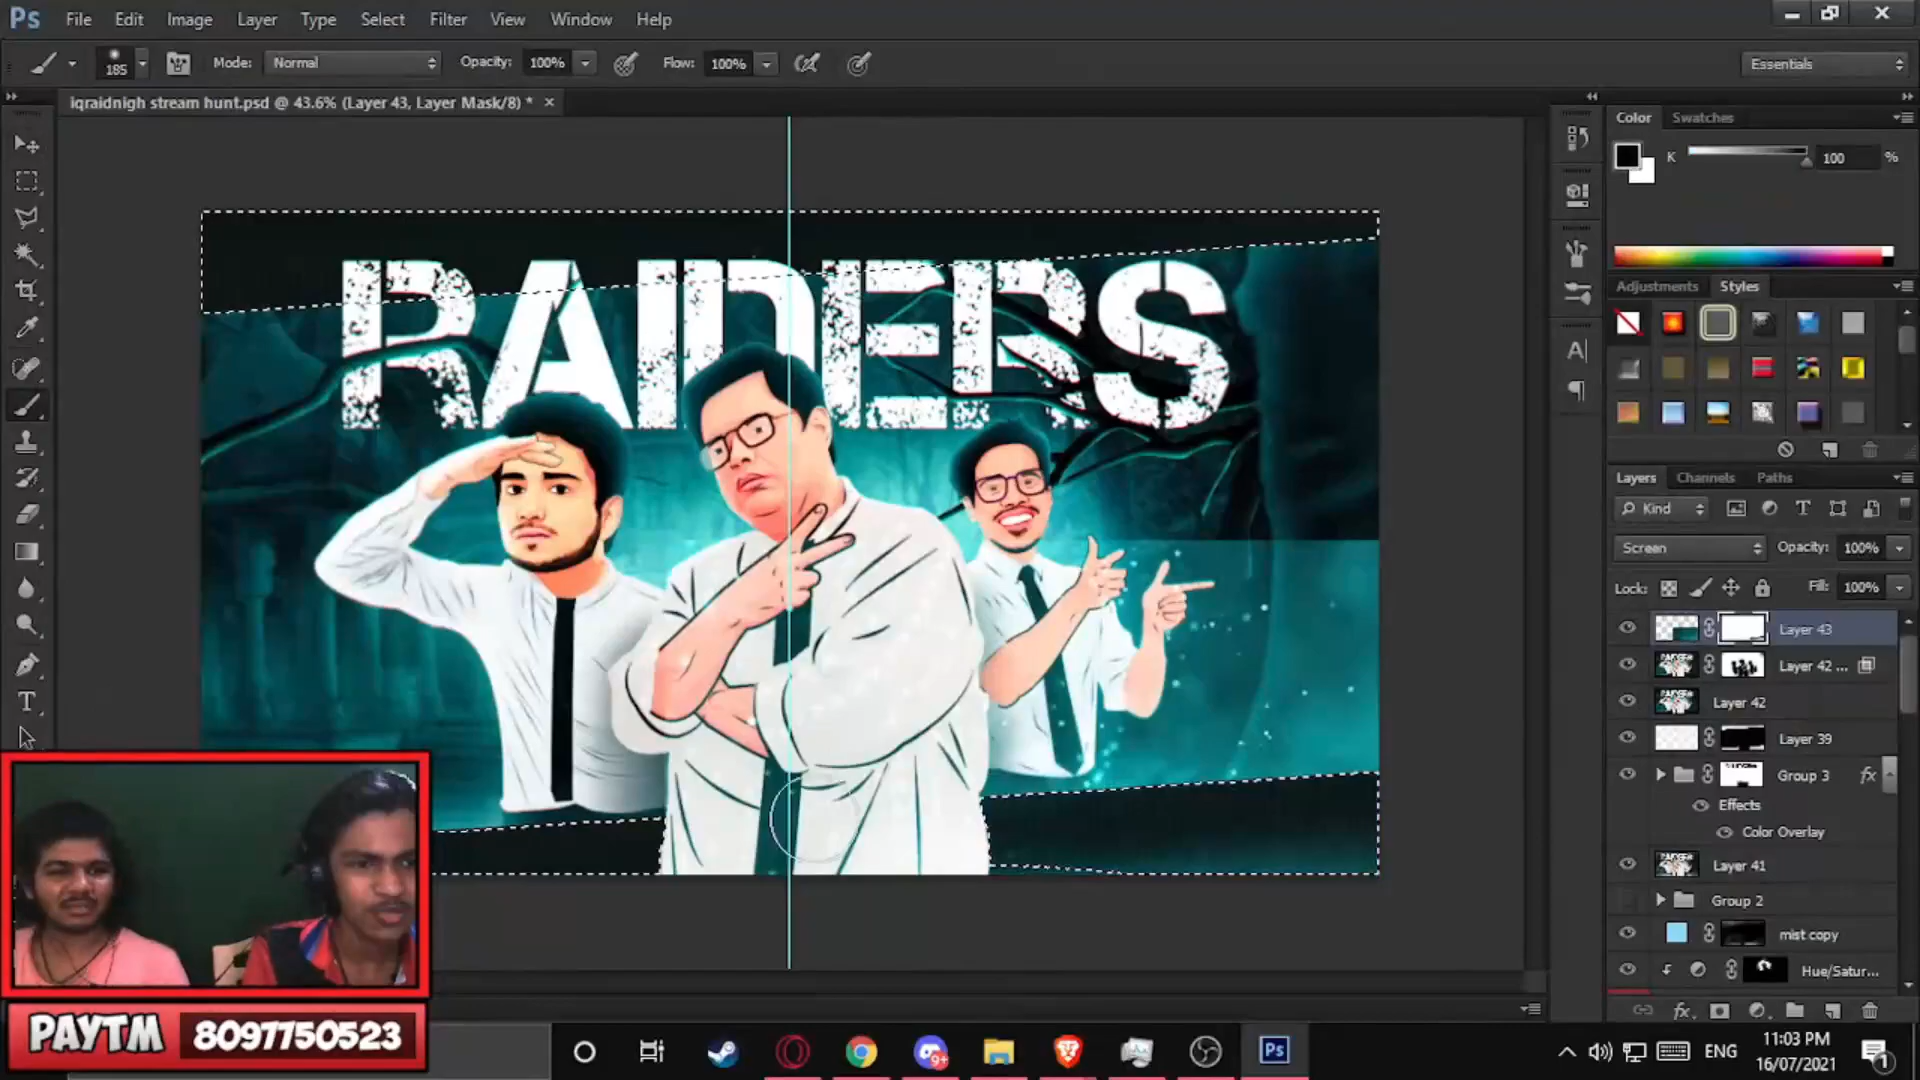 Ps File Edit Image Layer Type Select Filter View Window Help
185 Mode: Normal Opacity: 100% Flow: 100% Essentials
iqraidnigh stream hunt.psd @ 43.6% (Layer 43, Layer Mask/8) * ×
Color Swatches
K 100 %
RAIDERS
Adjustments Styles
Layers Channels Paths
Kind
Screen Opacity: 100%
Lock: Fill: 100%
Layer 43
Layer 42 ...
Layer 42
Layer 39
Group 3 fx
Effects
Color Overlay
Layer 41
Group 2
mist copy
Hue/Satur...
PAYTM 8097750523
9+
Ps
ENG
11:03 PM
16/07/2021
1